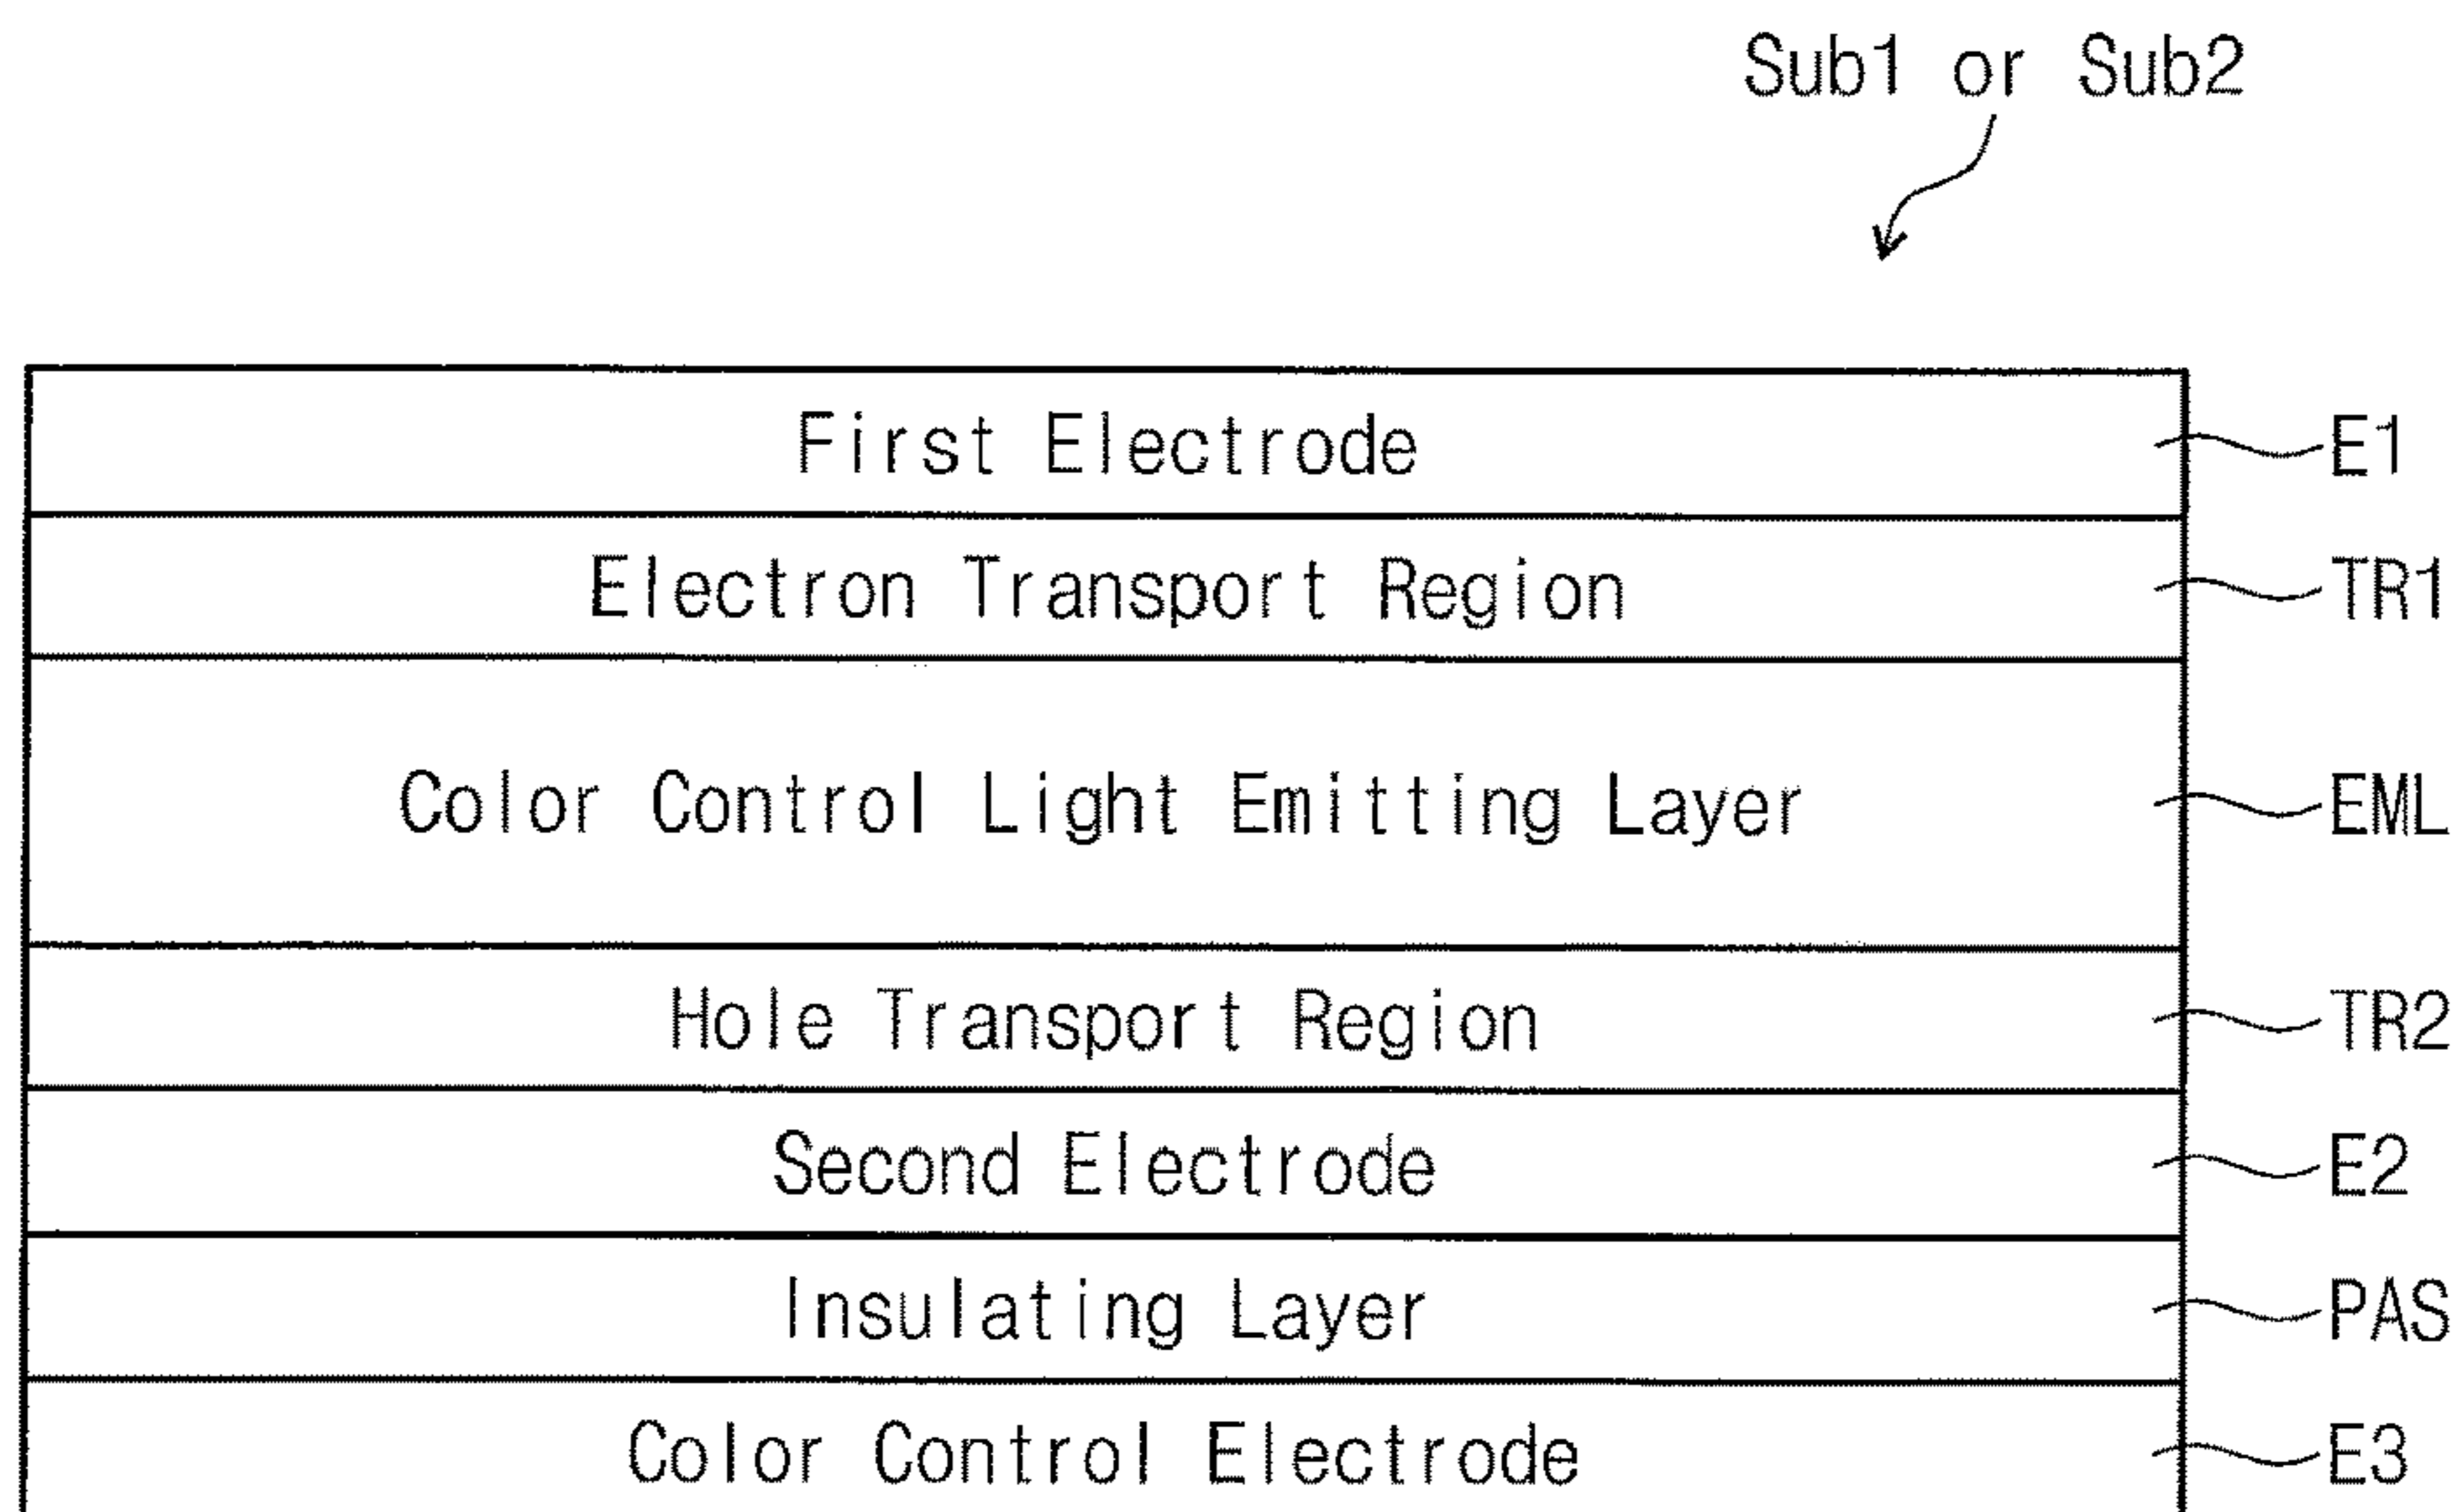 Sub1 or Sub2
First Electrode E1
Electron Transport Region TR1
Color Control Light Emitting Layer EML
Hole Transport Region TR2
Second Electrode E2
Insulating Layer PAS
Color Control Electrode E3